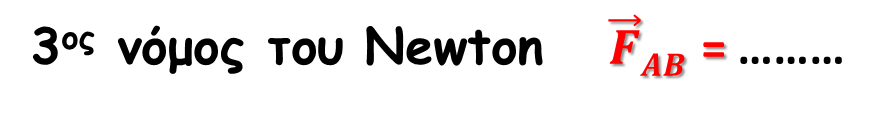 3ος νόμος του Newton F⃗AB = .........